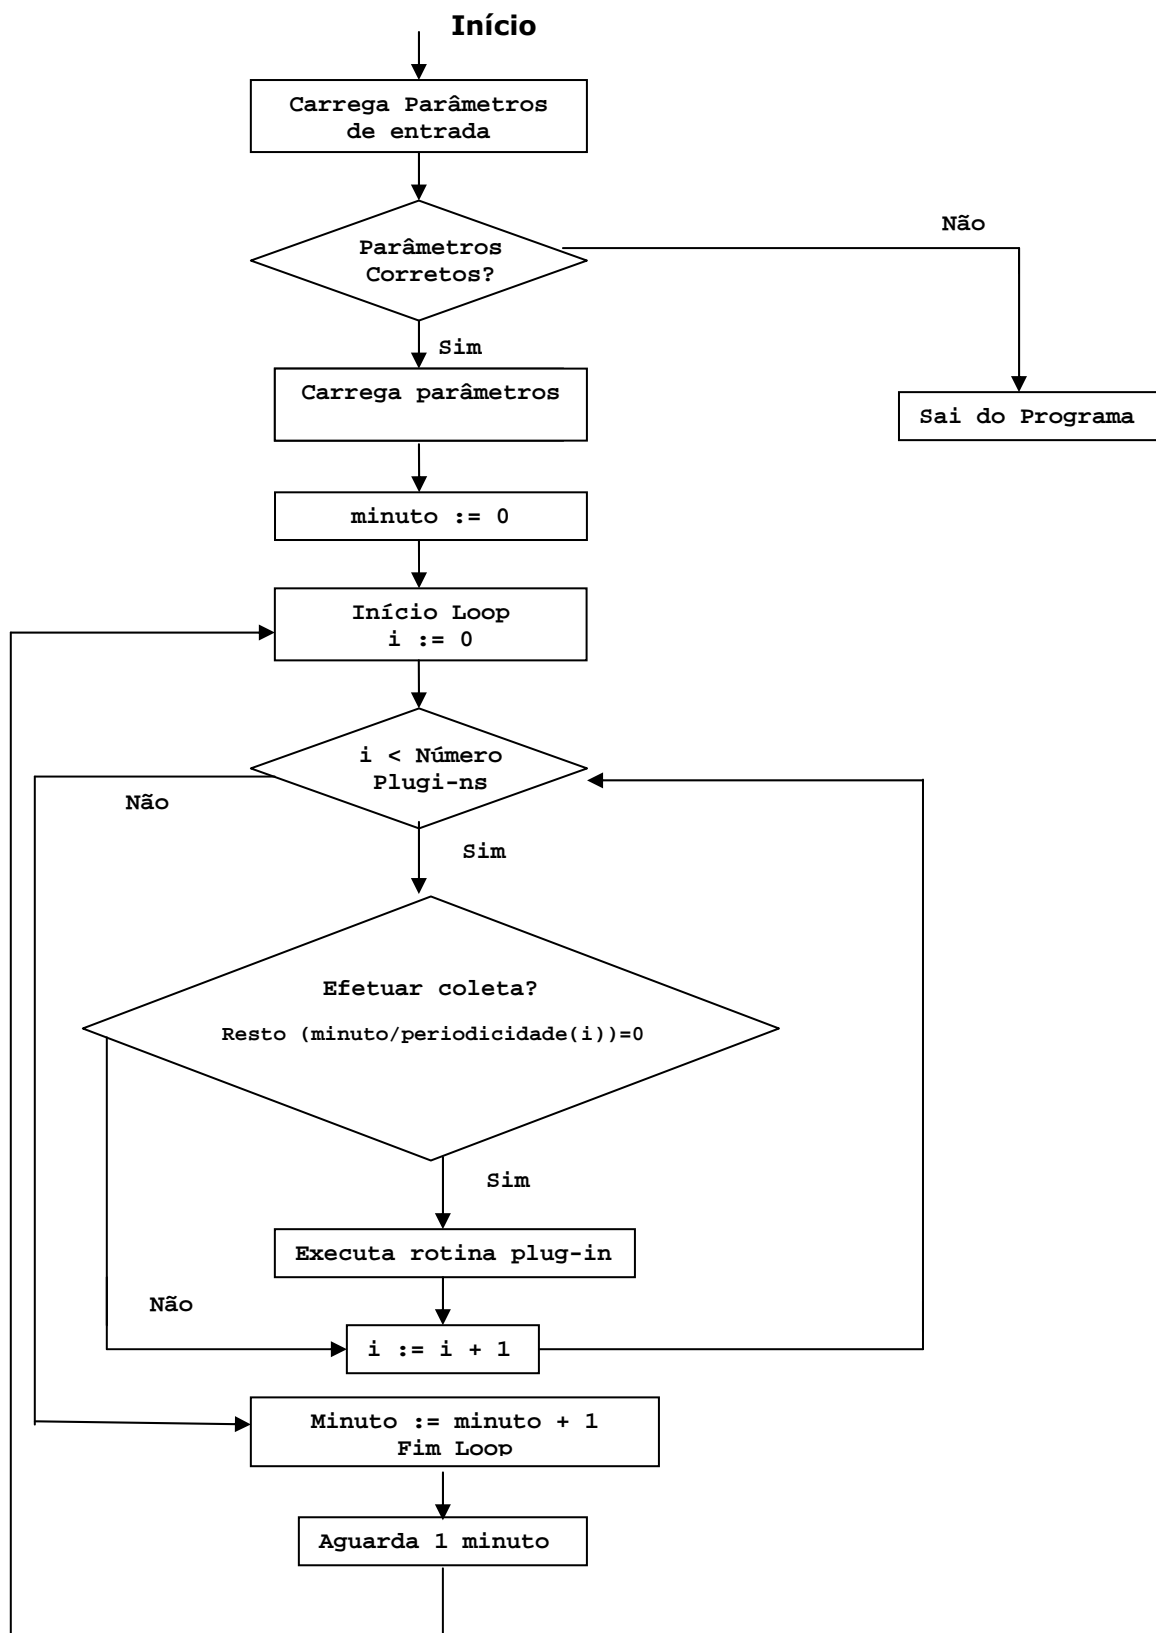 Início
Carrega Parâmetros
de entrada
Não
Parâmetros
Corretos?
Sim
Carrega parâmetros
Sai do Programa
minuto := 0
Início Loop
i := 0
i < Número
Plugi-ns
Não
Sim
Efetuar coleta?
Resto (minuto/periodicidade(i))=0
Sim
Executa rotina plug-in
Não
i := i + 1
Minuto := minuto + 1
Fim Loop
Aguarda 1 minuto